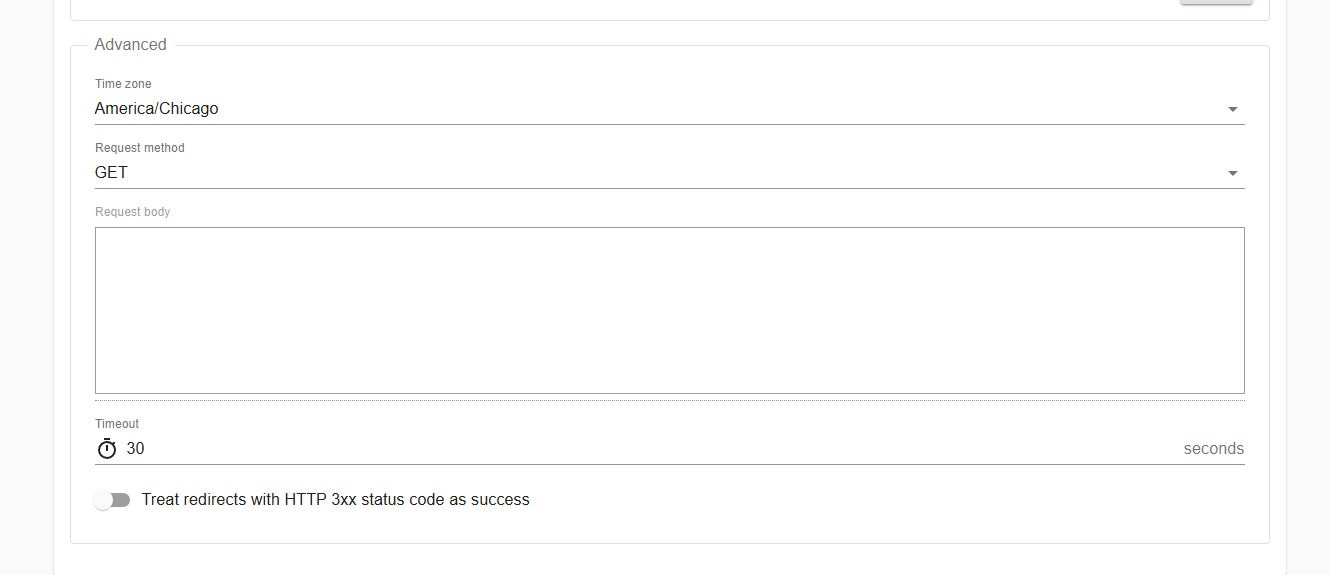 Advanced
Time zone
America/Chicago
Request method
GET
Request body
Timeout
30 seconds
Treat redirects with HTTP 3xx status code as success